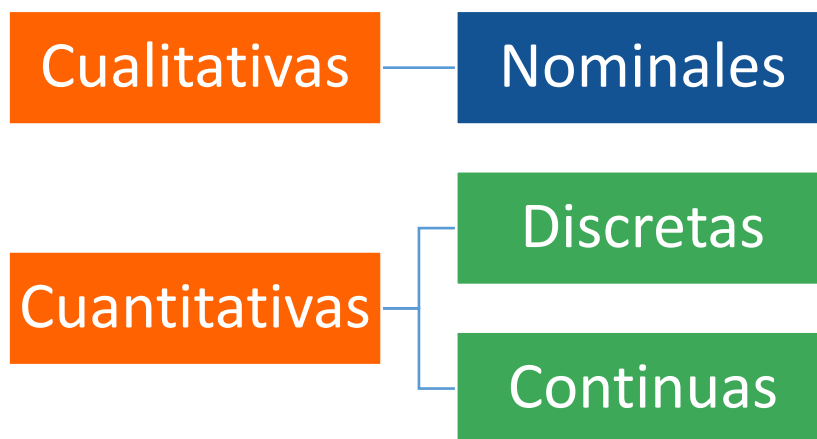 Cualitativas
Nominales
Cuantitativas
Discretas
Continuas